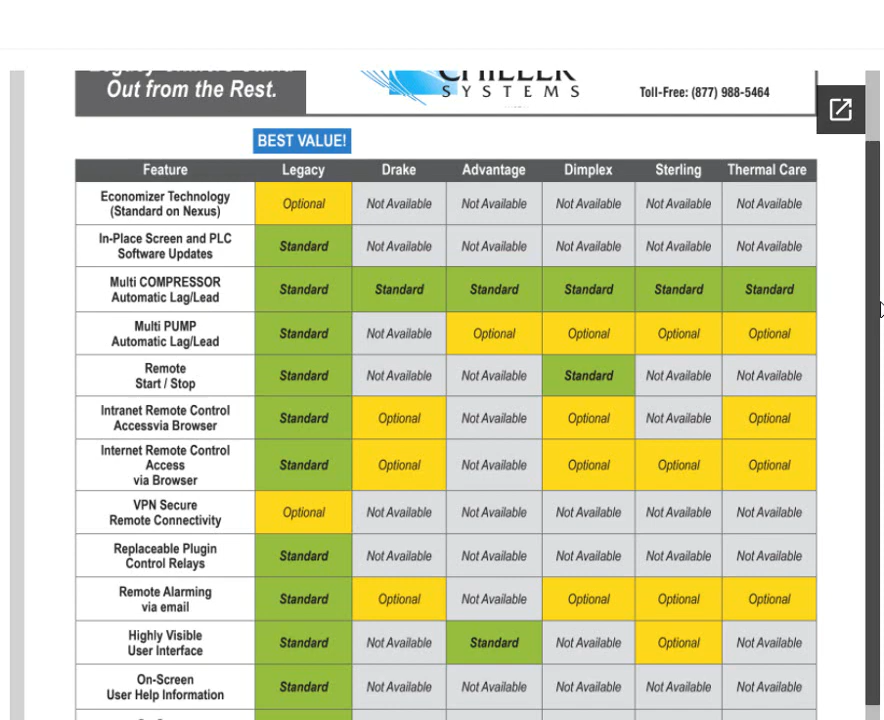 Out from the Rest.
CHILLER
SYSTEMS
Toll-Free: (877) 988-5464
BEST VALUE!
Feature Legacy Drake Advantage Dimplex Sterling Thermal Care
Economizer Technology
(Standard on Nexus) Optional Not Available Not Available Not Available Not Available Not Available
In-Place Screen and PLC
Software Updates Standard Not Available Not Available Not Available Not Available Not Available
Multi COMPRESSOR
Automatic Lag/Lead Standard Standard Standard Standard Standard Standard
Multi PUMP
Automatic Lag/Lead Standard Not Available Optional Optional Optional Optional
Remote
Start / Stop Standard Not Available Not Available Standard Not Available Not Available
Intranet Remote Control
Accessvia Browser Standard Optional Not Available Optional Not Available Optional
Internet Remote Control
Access
via Browser Standard Optional Not Available Optional Optional Optional
VPN Secure
Remote Connectivity Optional Not Available Not Available Not Available Not Available Not Available
Replaceable Plugin
Control Relays Standard Not Available Not Available Not Available Not Available Not Available
Remote Alarming
via email Standard Optional Not Available Optional Optional Optional
Highly Visible
User Interface Standard Not Available Standard Not Available Optional Not Available
On-Screen
User Help Information Standard Not Available Not Available Not Available Not Available Not Available